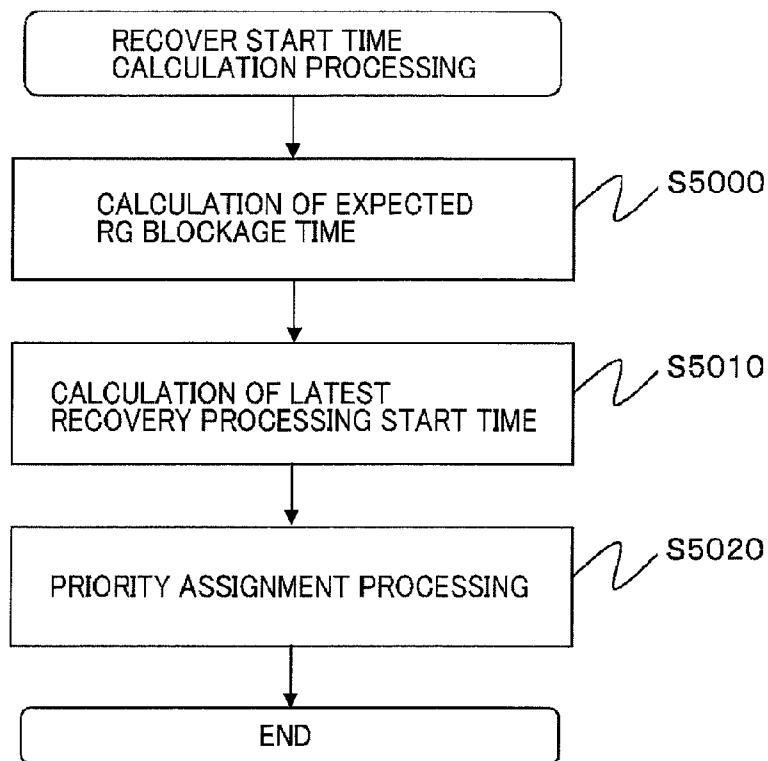 RECOVER START TIME
CALCULATION PROCESSING
CALCULATION OF EXPECTED
RG BLOCKAGE TIME
S5000
CALCULATION OF LATEST
RECOVERY PROCESSING START TIME
S5010
PRIORITY ASSIGNMENT PROCESSING
S5020
END